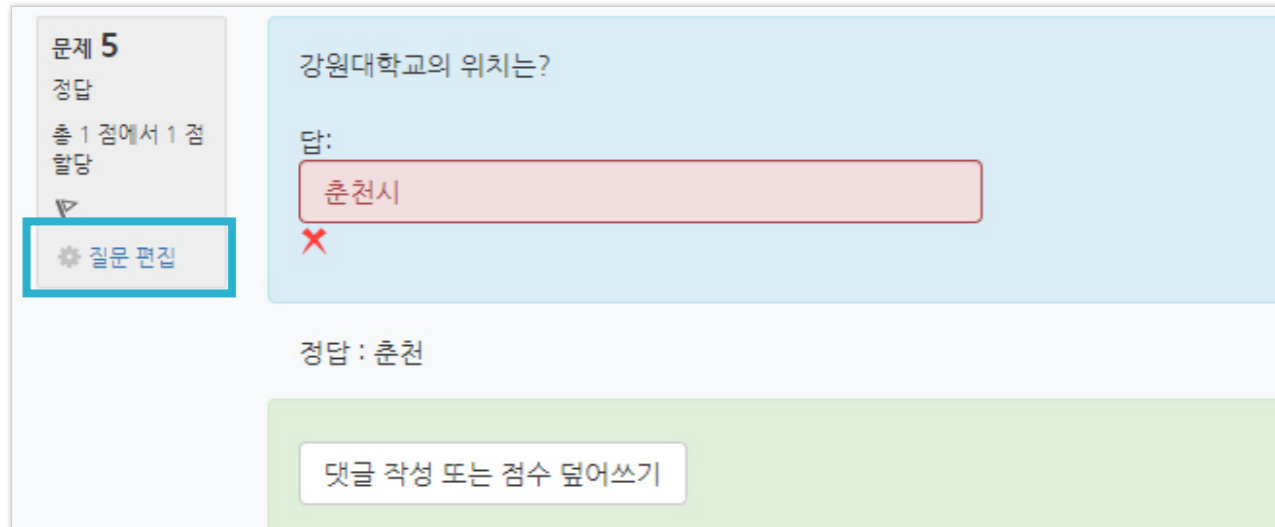 문제 5
정답
총 1 점에서 1 점
할당
질문 편집
강원대학교의 위치는?
답:
춘천시
정답 : 춘천
댓글 작성 또는 점수 덮어쓰기